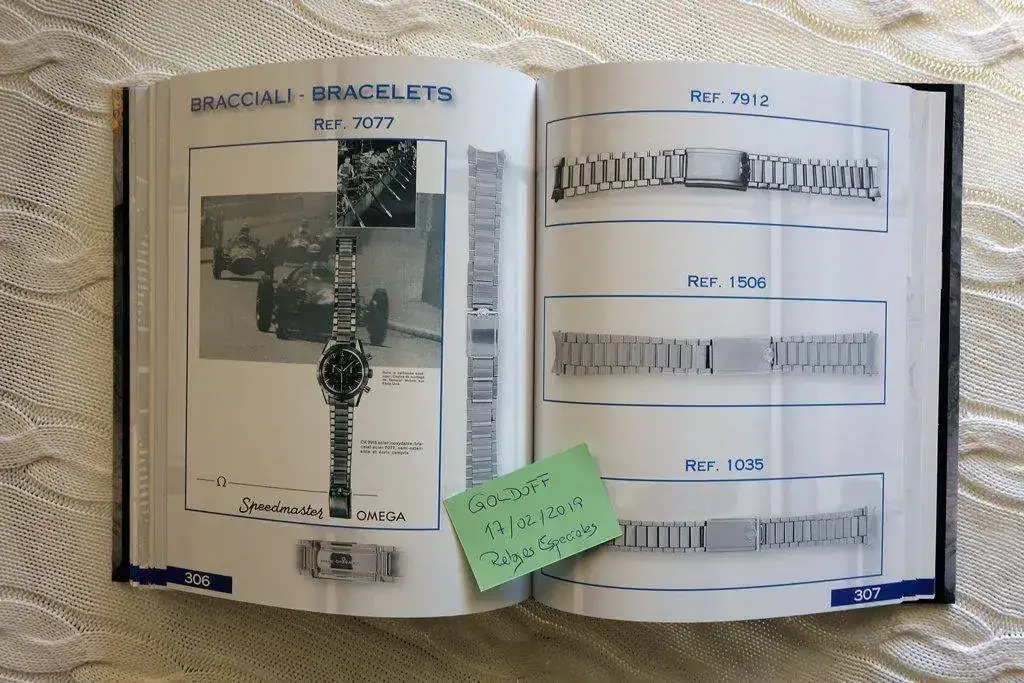 BRACCIALI - BRACELETS
REF. 7077
Ω
Speedmaster
OMEGA
306
REF. 7912
REF. 1506
REF. 1035
GOLDOFF
17/02/2019
Relojes Especiales
307